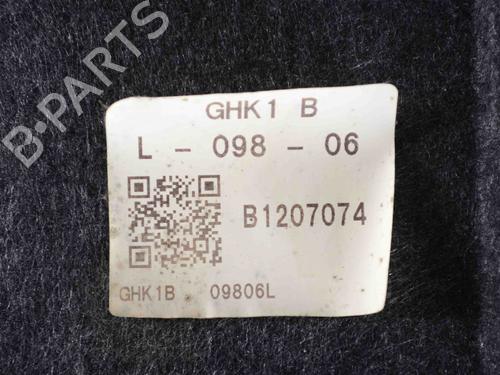 B-PARTS
GHK1 B
L - 098 - 06
B1207074
GHK1B 09806L